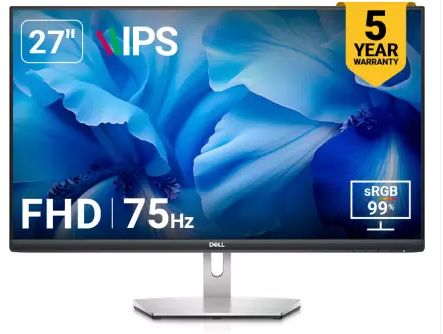 27"
IPS
5
YEAR
WARRANTY
sRGB
99%
FHD | 75Hz
DELL